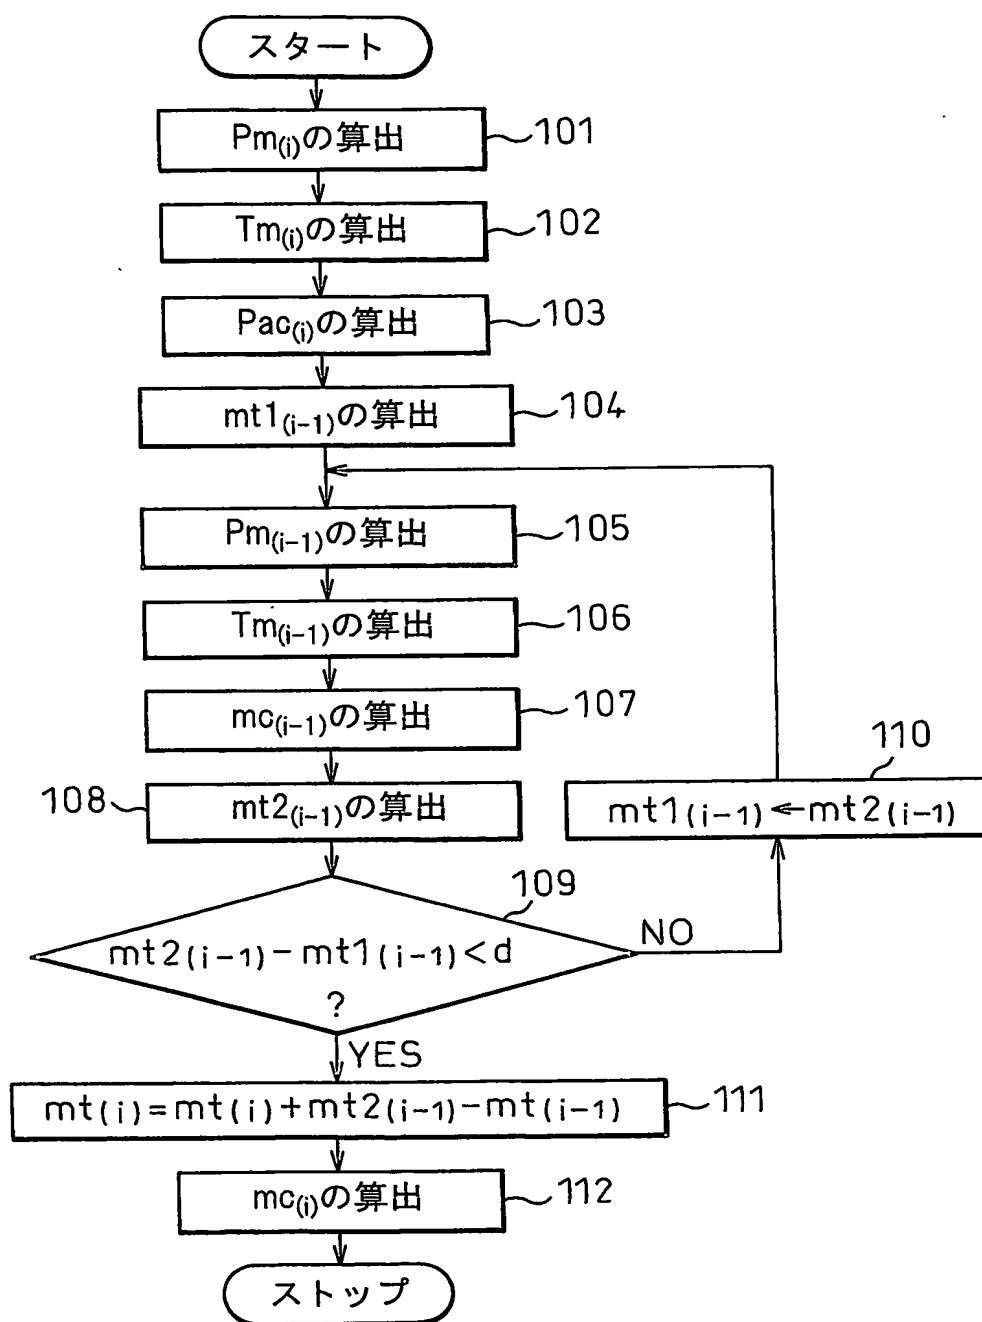 スタート
Pm(i)の算出
101
Tm(i)の算出
102
Pac(i)の算出
103
mt1(i-1)の算出
104
Pm(i-1)の算出
105
Tm(i-1)の算出
106
mc(i-1)の算出
107
110
108
mt2(i-1)の算出
mt1(i-1)←mt2(i-1)
109
mt2(i-1)-mt1(i-1)<d
?
NO
YES
mt(i)=mt(i)+mt2(i-1)-mt(i-1)
111
mc(i)の算出
112
ストップ